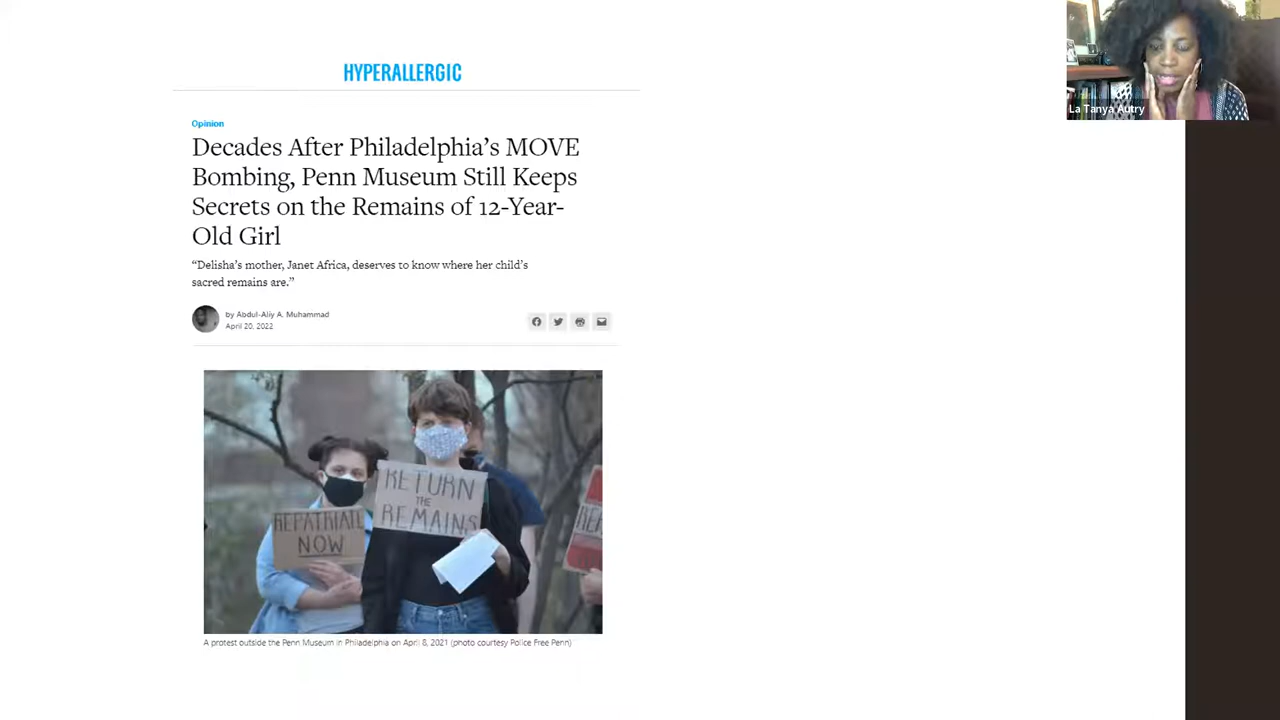 HYPERALLERGIC
La Tanya Autry
Opinion
Decades After Philadelphia's MOVE
Bombing, Penn Museum Still Keeps
Secrets on the Remains of 12-Year-
Old Girl
“Delisha's mother, Janet Africa, deserves to know where her child's
sacred remains are.”
by Abdul-Aliy A. Muhammad
April 20, 2022
REPATRIATE
NOW
RETURN
THE
REMAINS
RE
A protest outside the Penn Museum in Philadelphia on April 8, 2021 (photo courtesy Police Free Penn)